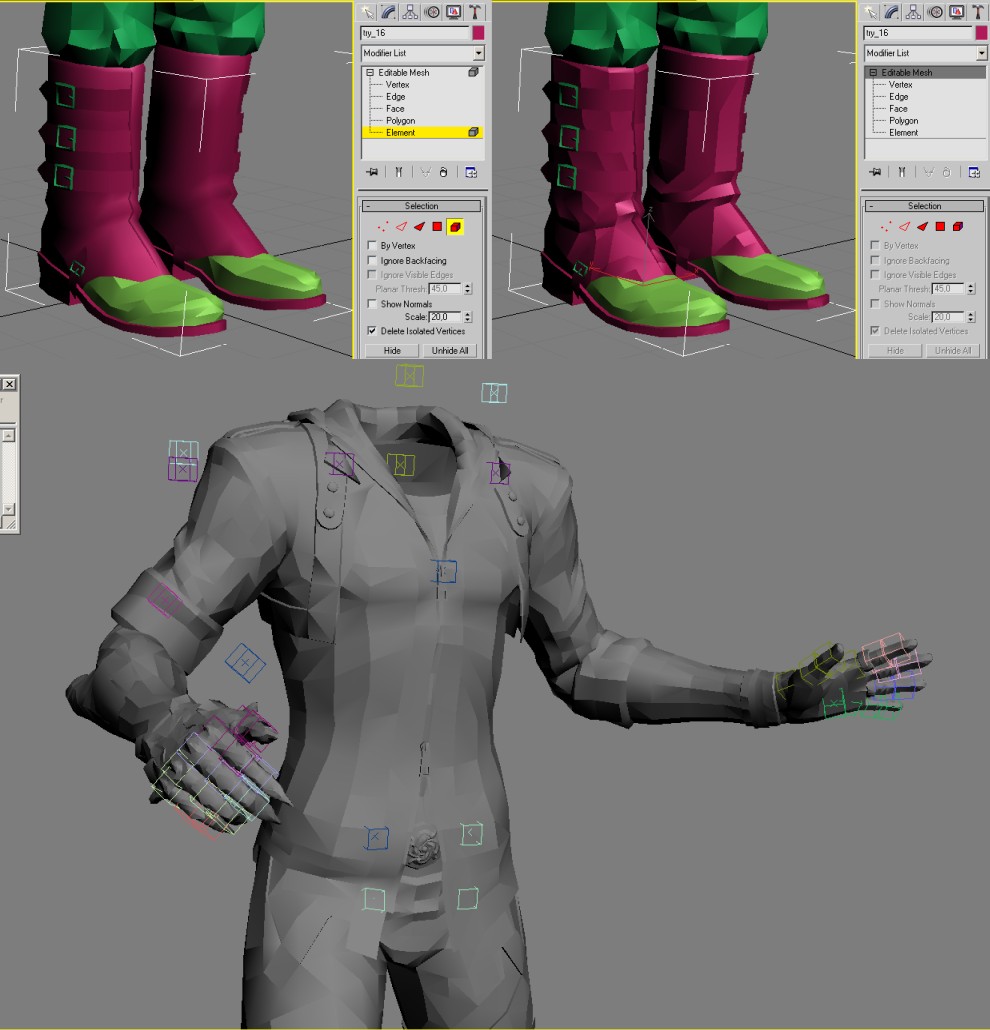 try_16
Modifier List
Editable Mesh
Vertex
Edge
Face
Polygon
Element
- Selection
By Vertex
Ignore Backfacing
Ignore Visible Edges
Planar Thresh: 45,0
Show Normals
Scale: 20,0
Delete Isolated Vertices
Hide Unhide All
try_16
Modifier List
Editable Mesh
Vertex
Edge
Face
Polygon
Element
- Selection
By Vertex
Ignore Backfacing
Ignore Visible Edges
Planar Thresh: 45,0
Show Normals
Scale: 20,0
Delete Isolated Vertices
Hide Unhide All